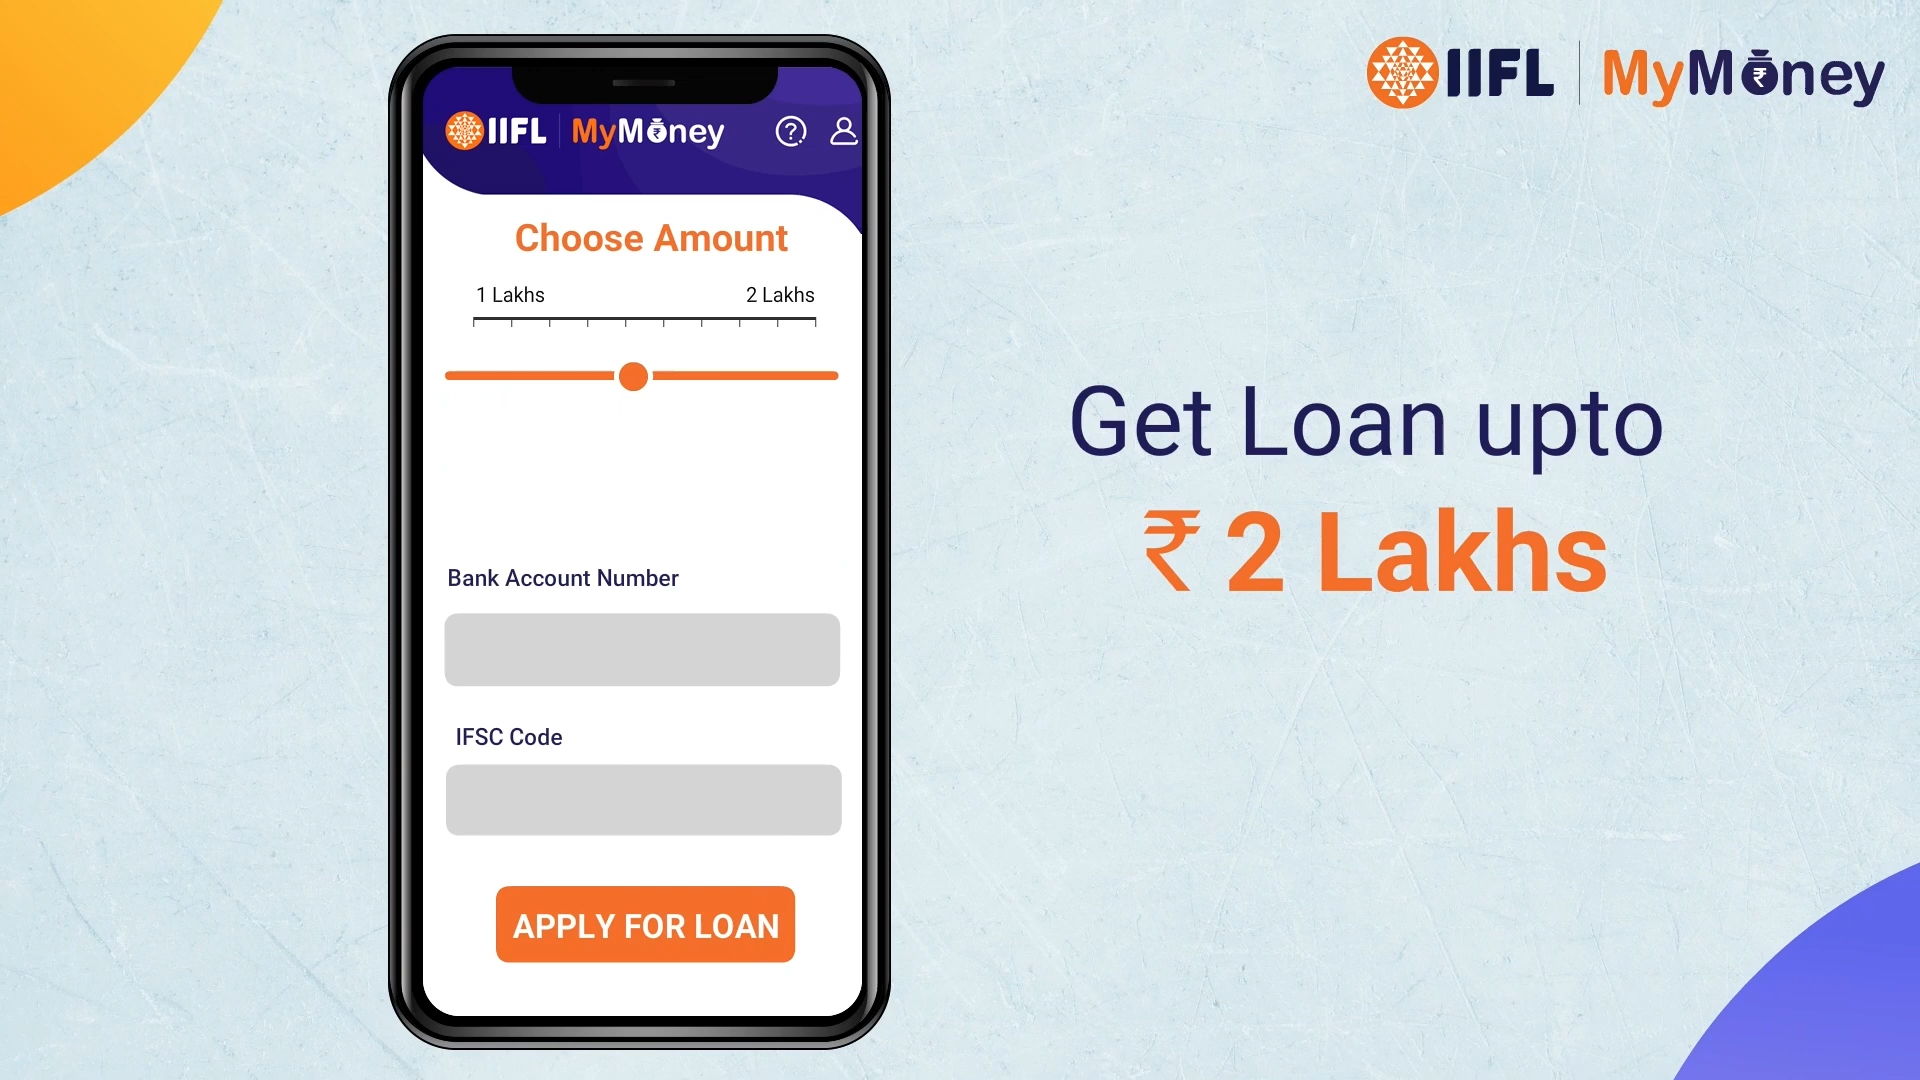 IIFL MyMoney
IIFL MyMoney
Choose Amount
1 Lakhs 2 Lakhs
Bank Account Number
IFSC Code
APPLY FOR LOAN
Get Loan upto
₹ 2 Lakhs